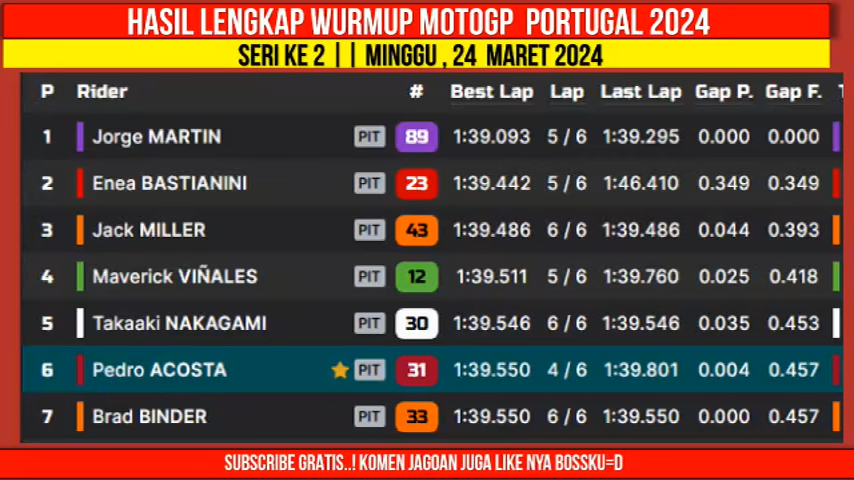 HASIL LENGKAP WURMUP MOTOGP PORTUGAL 2024
SERI KE 2 || MINGGU , 24 MARET 2024
P Rider # Best Lap Lap Last Lap Gap P. Gap F.
1 Jorge MARTIN PIT 89 1:39.093 5 / 6 1:39.295 0.000 0.000
2 Enea BASTIANINI PIT 23 1:39.442 5 / 6 1:46.410 0.349 0.349
3 Jack MILLER PIT 43 1:39.486 6 / 6 1:39.486 0.044 0.393
4 Maverick VIÑALES PIT 12 1:39.511 5 / 6 1:39.760 0.025 0.418
5 Takaaki NAKAGAMI PIT 30 1:39.546 6 / 6 1:39.546 0.035 0.453
6 Pedro ACOSTA PIT 31 1:39.550 4 / 6 1:39.801 0.004 0.457
7 Brad BINDER PIT 33 1:39.550 6 / 6 1:39.550 0.000 0.457
SUBSCRIBE GRATIS..! KOMEN JAGOAN JUGA LIKE NYA BOSSKU=D